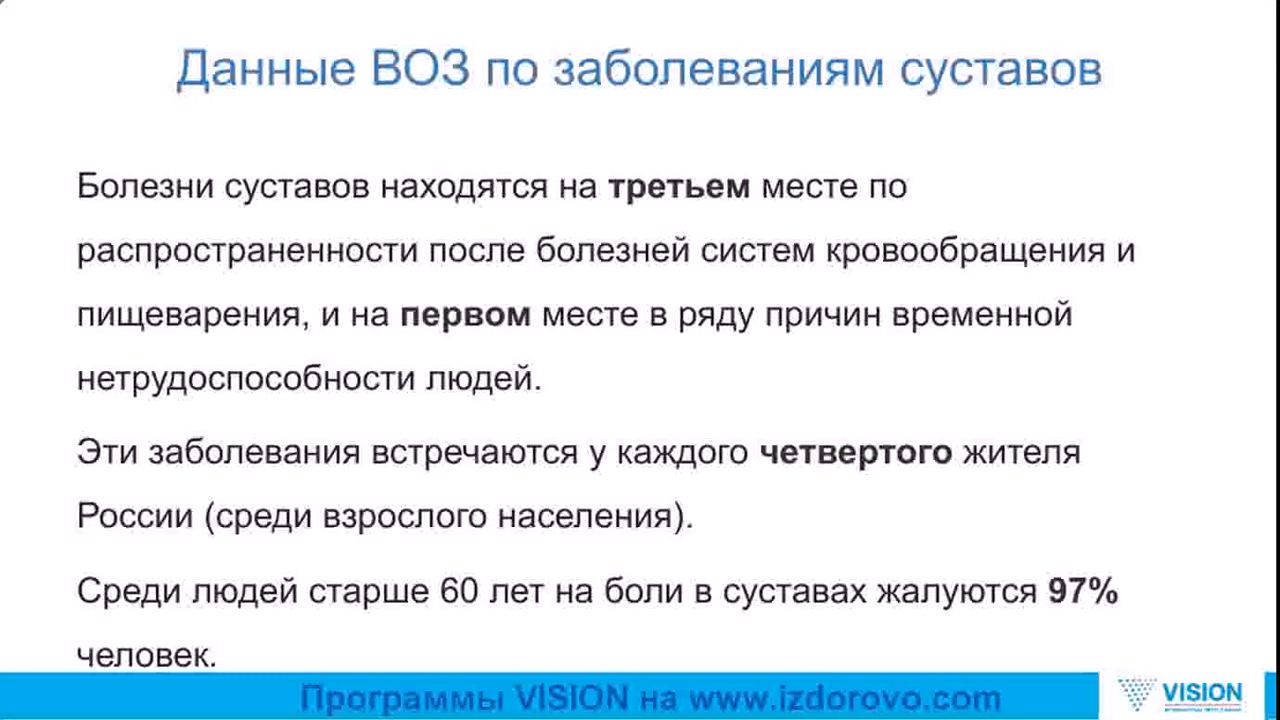 Данные ВОЗ по заболеваниям суставов
Болезни суставов находятся на третьем месте по
распространенности после болезней систем кровообращения и
пищеварения, и на первом месте в ряду причин временной
нетрудоспособности людей.
Эти заболевания встречаются у каждого четвертого жителя
России (среди взрослого населения).
Среди людей старше 60 лет на боли в суставах жалуются 97%
человек.
Программы VISION на www.izdorovo.com
VISION